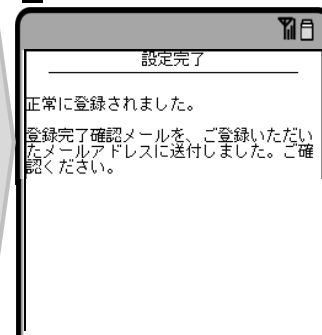 設定完了
正常に登録されました。
登録完了確認メールを、ご登録いただい
たメールアドレスに送付しました。ご確
認ください。